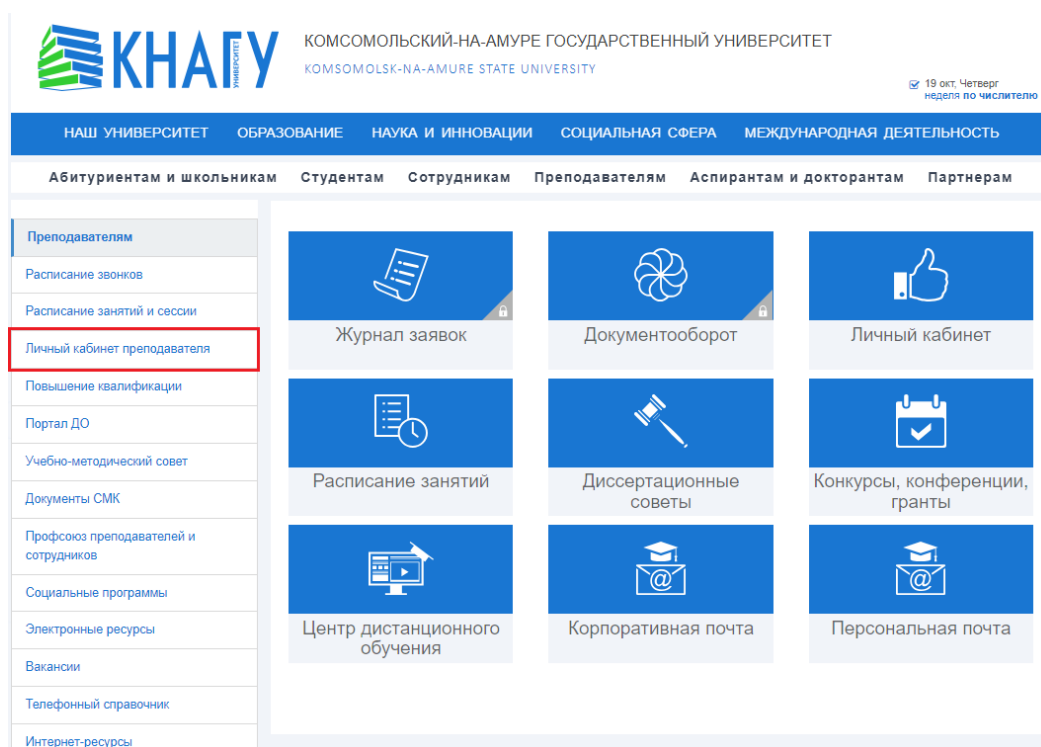 КНАГУ
УНИВЕРСИТЕТ
КОМСОМОЛЬСКИЙ-НА-АМУРЕ ГОСУДАРСТВЕННЫЙ УНИВЕРСИТЕТ
KOMSOMOLSK-NA-AMURE STATE UNIVERSITY
19 окт, Четверг
неделя по числителю
НАШ УНИВЕРСИТЕТ ОБРАЗОВАНИЕ НАУКА И ИННОВАЦИИ СОЦИАЛЬНАЯ СФЕРА МЕЖДУНАРОДНАЯ ДЕЯТЕЛЬНОСТЬ
Абитуриентам и школьникам Студентам Сотрудникам Преподавателям Аспирантам и докторантам Партнерам
Преподавателям
Расписание звонков
Расписание занятий и сессии
Личный кабинет преподавателя
Повышение квалификации
Портал ДО
Учебно-методический совет
Документы СМК
Профсоюз преподавателей и
сотрудников
Социальные программы
Электронные ресурсы
Вакансии
Телефонный справочник
Интернет-ресурсы
Журнал заявок
Документооборот
Личный кабинет
Расписание занятий
Диссертационные
советы
Конкурсы, конференции,
гранты
Центр дистанционного
обучения
@
Корпоративная почта
@
Персональная почта